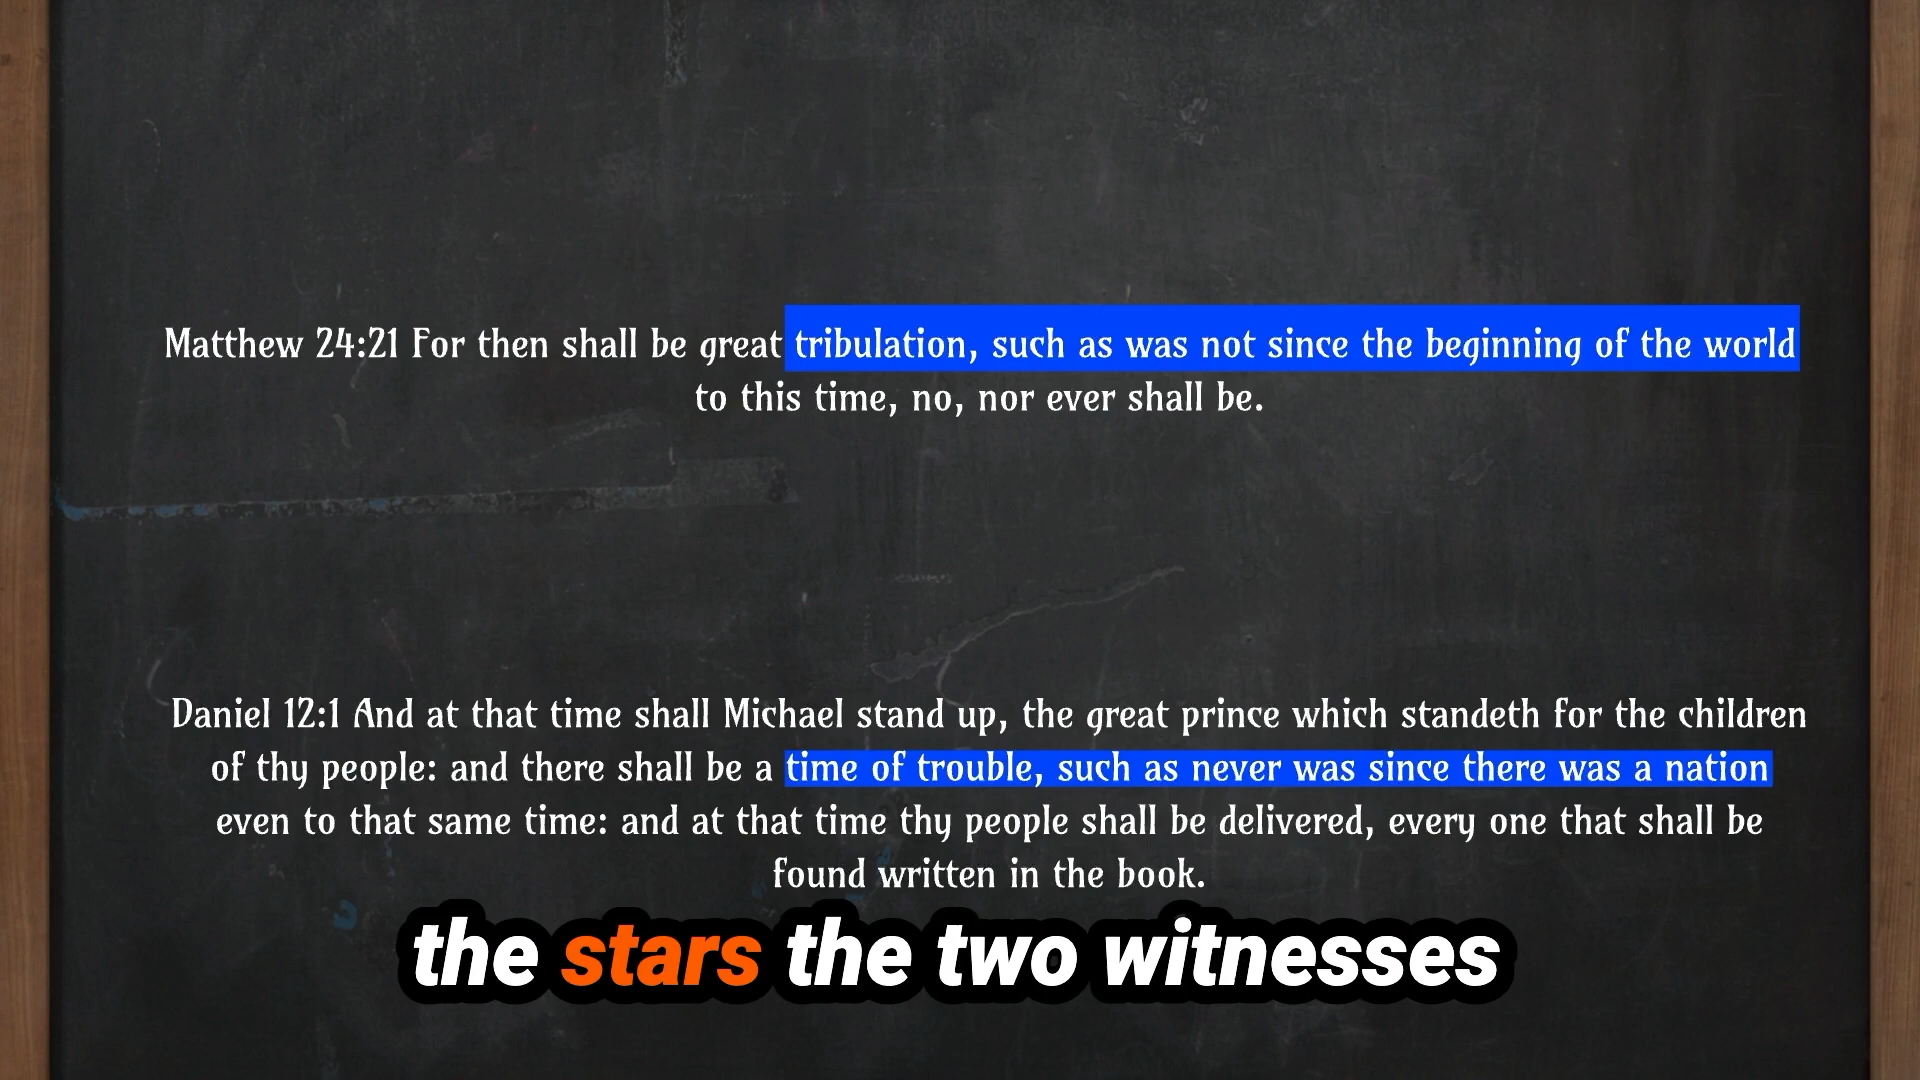 Matthew 24:21 For then shall be great tribulation, such as was not since the beginning of the world
to this time, no, nor ever shall be.
Daniel 12:1 And at that time shall Michael stand up, the great prince which standeth for the children
of thy people: and there shall be a time of trouble, such as never was since there was a nation
even to that same time: and at that time thy people shall be delivered, every one that shall be
found written in the book.
the stars the two witnesses